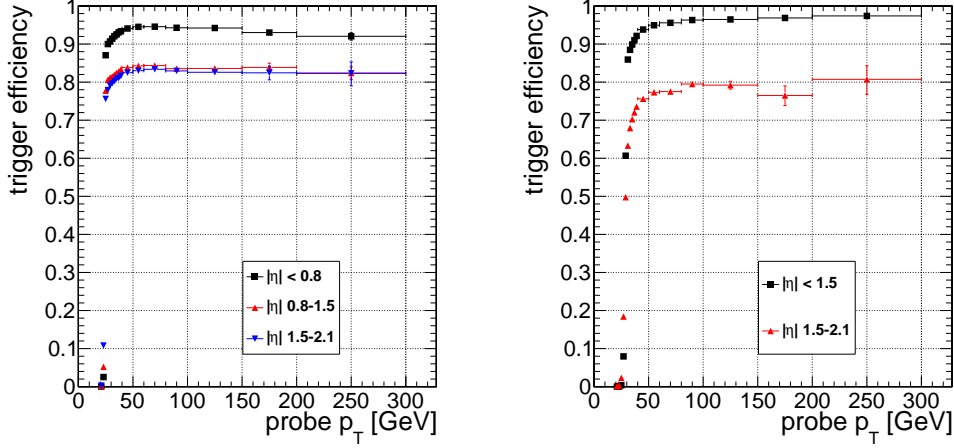 trigger efficiency
1
0.9
0.8
0.7
0.6
0.5
0.4
0.3
0.2
0.1
0
|η| < 0.8
|η| 0.8-1.5
|η| 1.5-2.1
0 50 100 150 200 250 300
probe p_T [GeV]
trigger efficiency
1
0.9
0.8
0.7
0.6
0.5
0.4
0.3
0.2
0.1
0
|η| < 1.5
|η| 1.5-2.1
0 50 100 150 200 250 300
probe p_T [GeV]